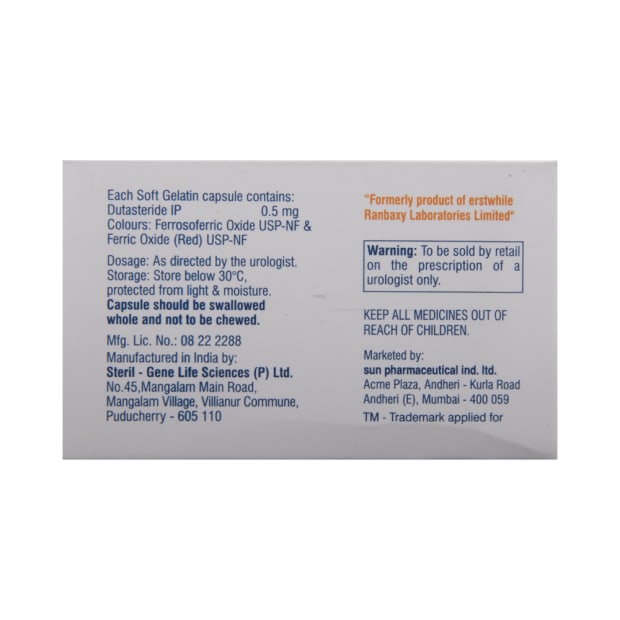 Each Soft Gelatin capsule contains:
Dutasteride IP 0.5 mg
Colours: Ferrosoferric Oxide USP-NF &
Ferric Oxide (Red) USP-NF
Dosage: As directed by the urologist.
Storage: Store below 30°C,
protected from light & moisture.
Capsule should be swallowed
whole and not to be chewed.
Mfg. Lic. No.: 08 22 2288
Manufactured in India by:
Steril - Gene Life Sciences (P) Ltd.
No.45,Mangalam Main Road,
Mangalam Village, Villianur Commune,
Puducherry - 605 110
"Formerly product of erstwhile
Ranbaxy Laboratories Limited"
Warning: To be sold by retail
on the prescription of a
urologist only.
KEEP ALL MEDICINES OUT OF
REACH OF CHILDREN.
Marketed by:
sun pharmaceutical ind. ltd.
Acme Plaza, Andheri - Kurla Road
Andheri (E), Mumbai - 400 059
TM - Trademark applied for